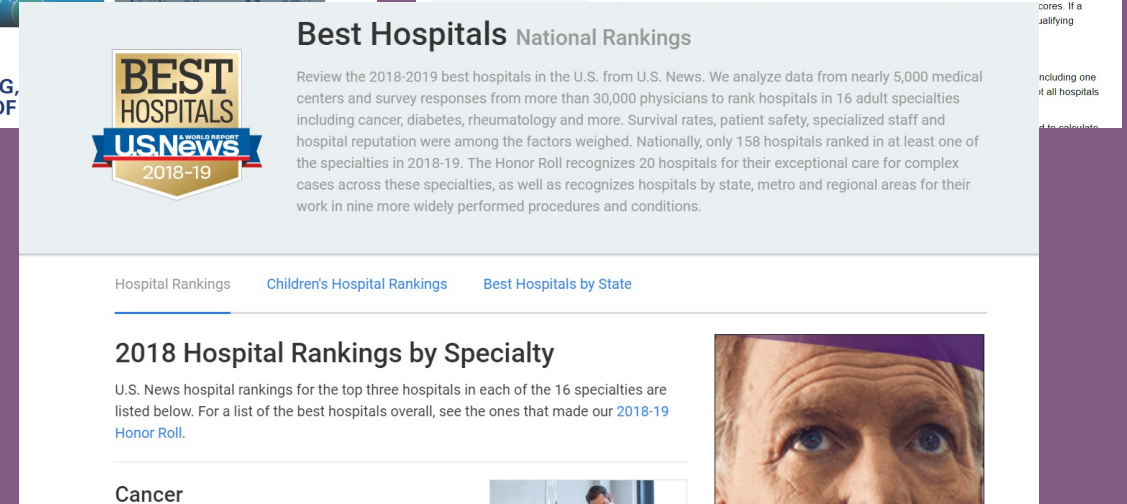 cores. If a
ualifying
G,
OF
ncluding one
ot all hospitals
d to calculate
Best Hospitals National Rankings
BEST
HOSPITALS
U.S.News & WORLD REPORT
2018-19
Review the 2018-2019 best hospitals in the U.S. from U.S. News. We analyze data from nearly 5,000 medical
centers and survey responses from more than 30,000 physicians to rank hospitals in 16 adult specialties
including cancer, diabetes, rheumatology and more. Survival rates, patient safety, specialized staff and
hospital reputation were among the factors weighed. Nationally, only 158 hospitals ranked in at least one of
the specialties in 2018-19. The Honor Roll recognizes 20 hospitals for their exceptional care for complex
cases across these specialties, as well as recognizes hospitals by state, metro and regional areas for their
work in nine more widely performed procedures and conditions.
Hospital Rankings Children's Hospital Rankings Best Hospitals by State
2018 Hospital Rankings by Specialty
U.S. News hospital rankings for the top three hospitals in each of the 16 specialties are
listed below. For a list of the best hospitals overall, see the ones that made our 2018-19
Honor Roll.
Cancer